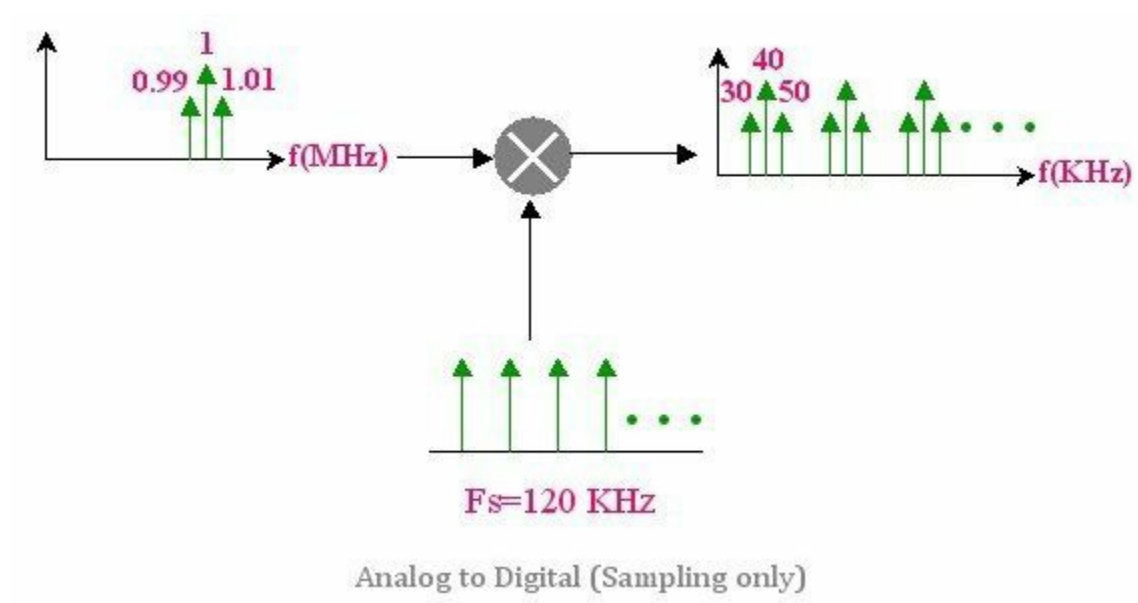 1
0.99 1.01
f(MHz)
40
30 50
f(KHz)
Fs=120 KHz
Analog to Digital (Sampling only)